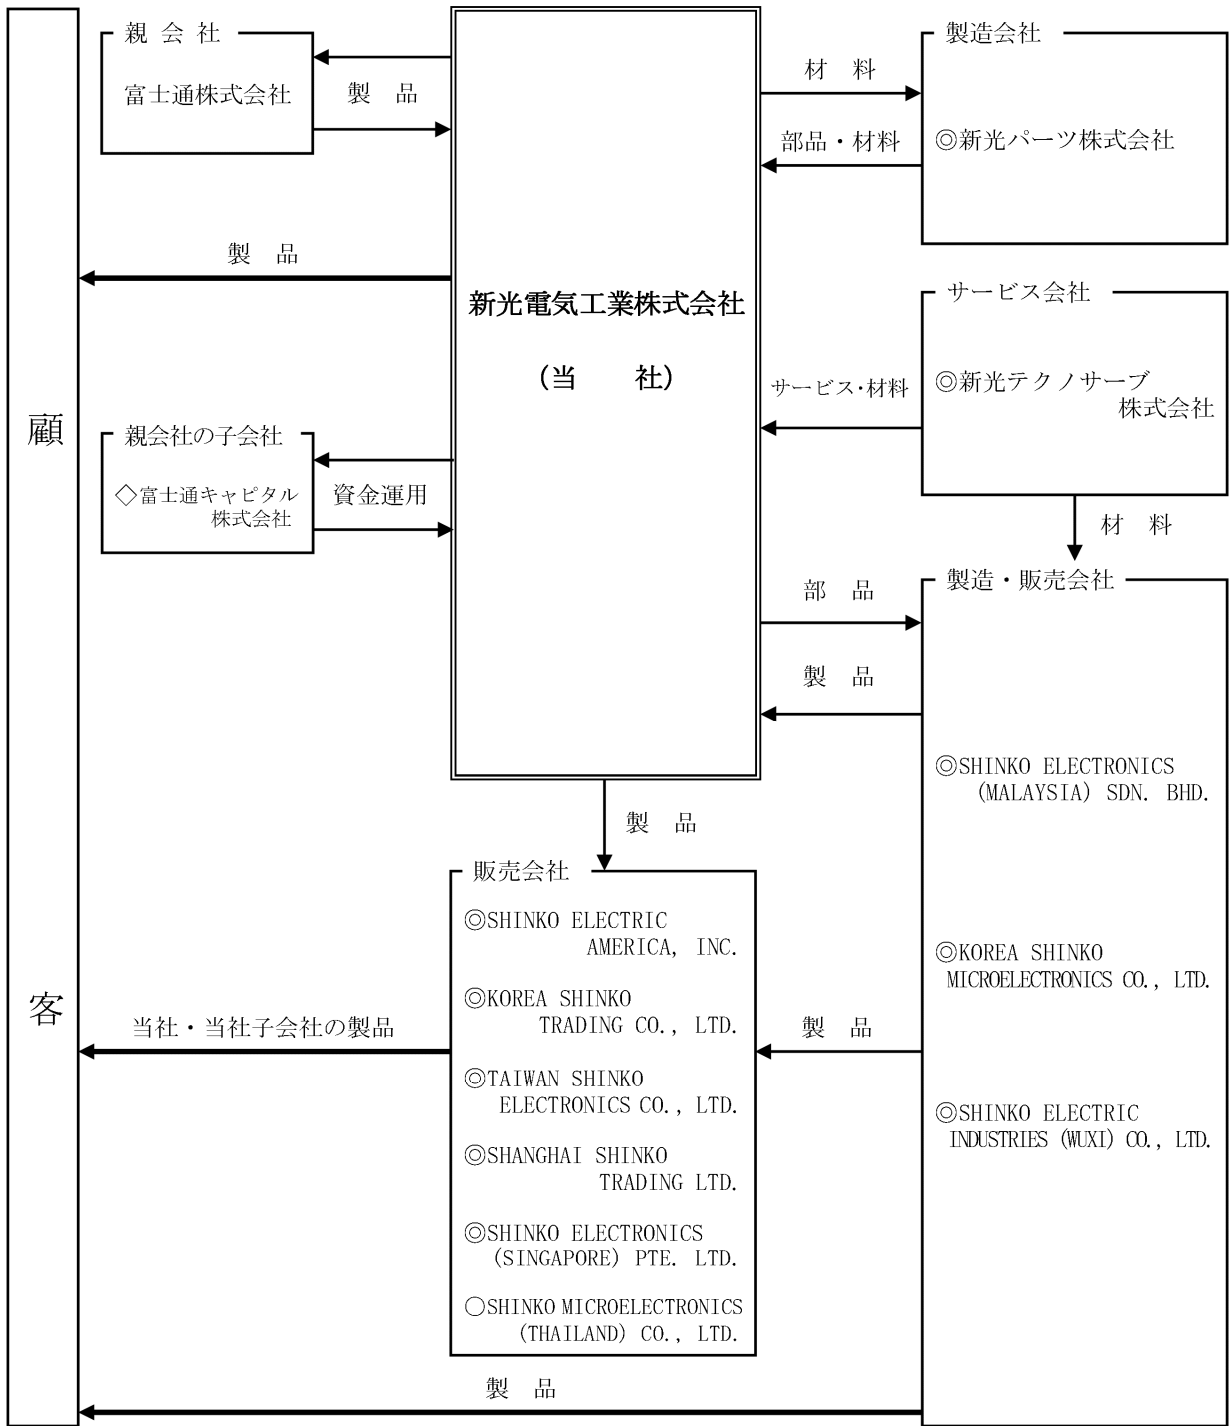 親 会 社
富士通株式会社
製　品
製　品
顧
客
親会社の子会社
◇富士通キャピタル
株式会社
資金運用
新光電気工業株式会社
(当　　社)
材　料
部品・材料
製造会社
◎新光パーツ株式会社
サービス会社
◎新光テクノサーブ
株式会社
サービス・材料
材　料
部　品
製　品
製造・販売会社
◎SHINKO ELECTRONICS
(MALAYSIA) SDN. BHD.
◎KOREA SHINKO
MICROELECTRONICS CO., LTD.
◎SHINKO ELECTRIC
INDUSTRIES (WUXI) CO., LTD.
製　品
販売会社
◎SHINKO ELECTRIC
AMERICA, INC.
◎KOREA SHINKO
TRADING CO., LTD.
◎TAIWAN SHINKO
ELECTRONICS CO., LTD.
◎SHANGHAI SHINKO
TRADING LTD.
◎SHINKO ELECTRONICS
(SINGAPORE) PTE. LTD.
○SHINKO MICROELECTRONICS
(THAILAND) CO., LTD.
当社・当社子会社の製品
製　品
製　品